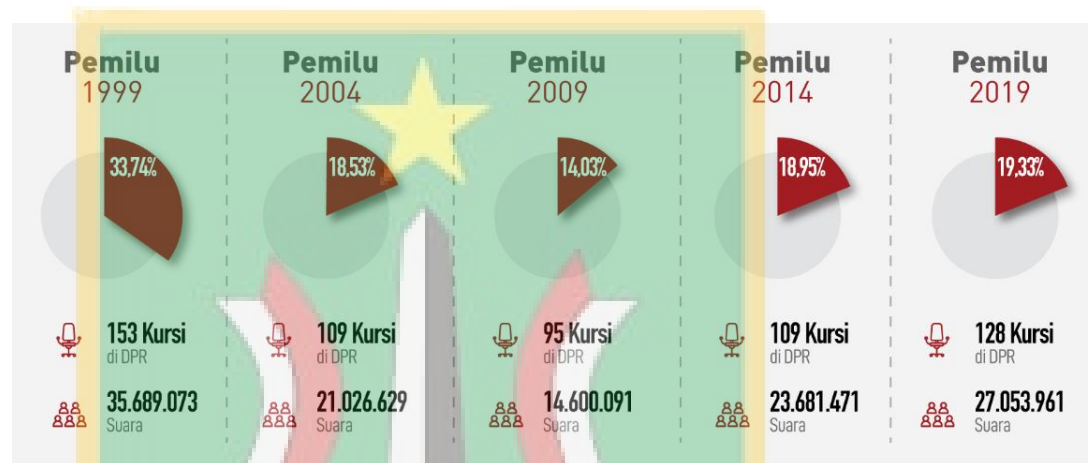 Pemilu
1999
33,74%
153 Kursi
di DPR
35.689.073
Suara
Pemilu
2004
18,53%
109 Kursi
di DPR
21.026.629
Suara
Pemilu
2009
14,03%
95 Kursi
di DPR
14.600.091
Suara
Pemilu
2014
18,95%
109 Kursi
di DPR
23.681.471
Suara
Pemilu
2019
19,33%
128 Kursi
di DPR
27.053.961
Suara